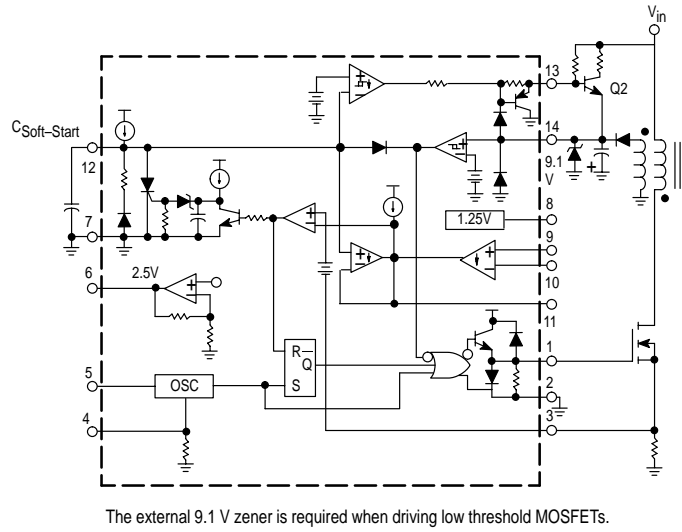 Vin
13
Q2
CSoft–Start
14
12
9.1
V
8
1.25V
7
9
6
2.5V
10
11
R
Q
S
1
5
OSC
2
4
3
The external 9.1 V zener is required when driving low threshold MOSFETs.